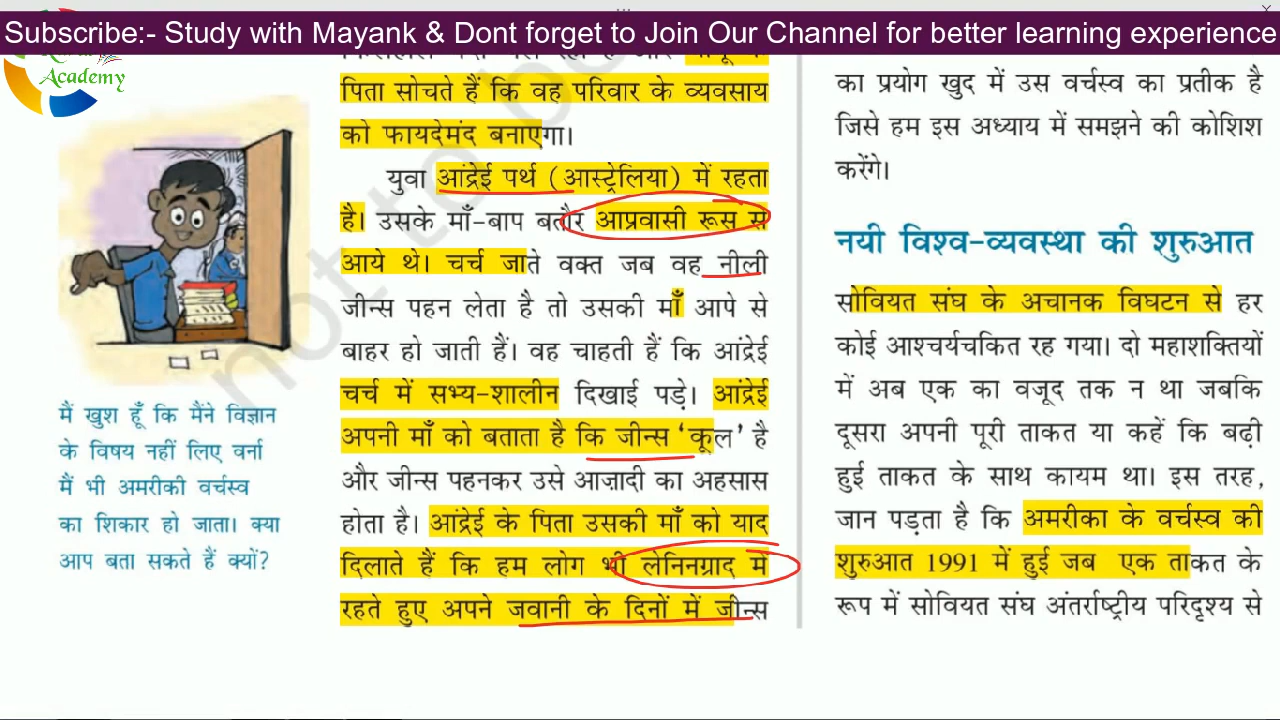 Subscribe:- Study with Mayank & Dont forget to Join Our Channel for better learning experience
Academy
मैं खुश हूँ कि मैंने विज्ञान
के विषय नहीं लिए वर्ना
मैं भी अमरीकी वर्चस्व
का शिकार हो जाता। क्या
आप बता सकते हैं क्यों?
पिता सोचते हैं कि वह परिवार के व्यवसाय
को फायदेमंद बनाएगा।
युवा आंद्रेई पर्थ (आस्ट्रेलिया) में रहता
है। उसके माँ-बाप बतौर आप्रवासी रूस से
आये थे। चर्च जाते वक्त जब वह नीली
जीन्स पहन लेता है तो उसकी माँ आपे से
बाहर हो जाती हैं। वह चाहती हैं कि आंद्रेई
चर्च में सभ्य-शालीन दिखाई पड़े। आंद्रेई
अपनी माँ को बताता है कि जीन्स ‘कूल’ है
और जीन्स पहनकर उसे आज़ादी का अहसास
होता है। आंद्रेई के पिता उसकी माँ को याद
दिलाते हैं कि हम लोग भी लेनिनग्राद में
रहते हुए अपने जवानी के दिनों में जीन्स
का प्रयोग खुद में उस वर्चस्व का प्रतीक है
जिसे हम इस अध्याय में समझने की कोशिश
करेंगे।
नयी विश्व-व्यवस्था की शुरुआत
सोवियत संघ के अचानक विघटन से हर
कोई आश्चर्यचकित रह गया। दो महाशक्तियों
में अब एक का वजूद तक न था जबकि
दूसरा अपनी पूरी ताकत या कहें कि बढ़ी
हुई ताकत के साथ कायम था। इस तरह,
जान पड़ता है कि अमरीका के वर्चस्व की
शुरुआत 1991 में हुई जब एक ताकत के
रूप में सोवियत संघ अंतर्राष्ट्रीय परिदृश्य से